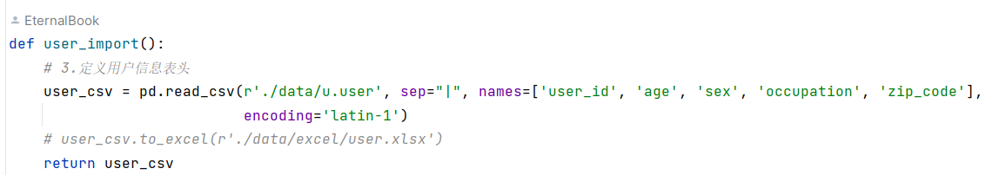 EternalBook
def user_import():
    # 3.定义用户信息表头
    user_csv = pd.read_csv(r'./data/u.user', sep="|", names=['user_id', 'age', 'sex', 'occupation', 'zip_code'],
                           encoding='latin-1')
    # user_csv.to_excel(r'./data/excel/user.xlsx')
    return user_csv